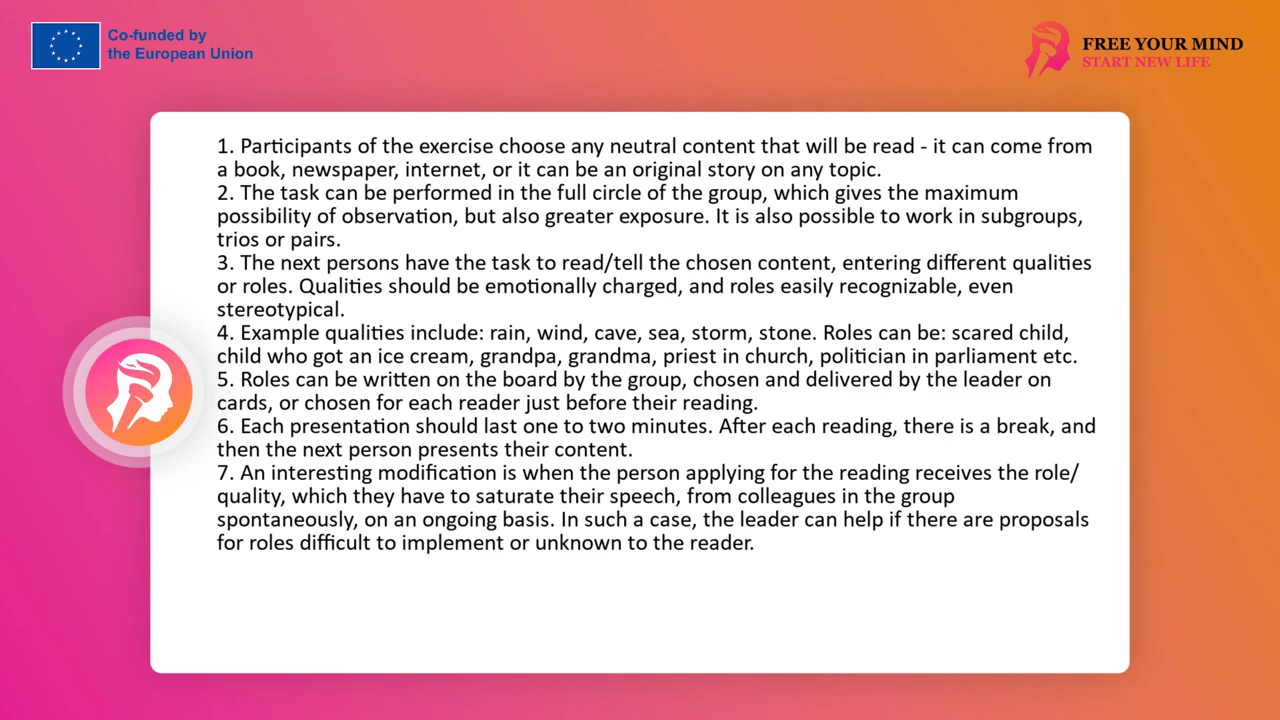 Co-funded by
the European Union
FREE YOUR MIND
START NEW LIFE
1. Participants of the exercise choose any neutral content that will be read - it can come from
a book, newspaper, internet, or it can be an original story on any topic.
2. The task can be performed in the full circle of the group, which gives the maximum
possibility of observation, but also greater exposure. It is also possible to work in subgroups,
trios or pairs.
3. The next persons have the task to read/tell the chosen content, entering different qualities
or roles. Qualities should be emotionally charged, and roles easily recognizable, even
stereotypical.
4. Example qualities include: rain, wind, cave, sea, storm, stone. Roles can be: scared child,
child who got an ice cream, grandpa, grandma, priest in church, politician in parliament etc.
5. Roles can be written on the board by the group, chosen and delivered by the leader on
cards, or chosen for each reader just before their reading.
6. Each presentation should last one to two minutes. After each reading, there is a break, and
then the next person presents their content.
7. An interesting modification is when the person applying for the reading receives the role/
quality, which they have to saturate their speech, from colleagues in the group
spontaneously, on an ongoing basis. In such a case, the leader can help if there are proposals
for roles difficult to implement or unknown to the reader.